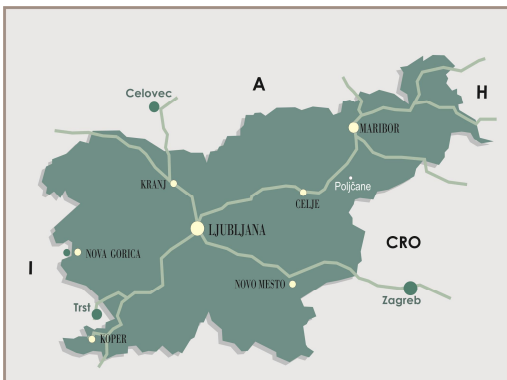 A
H
Celovec
MARIBOR
KRANJ
Poljčane
CELJE
LJUBLJANA
CRO
NOVA GORICA
I
NOVO MESTO
Zagreb
Trst
KOPER